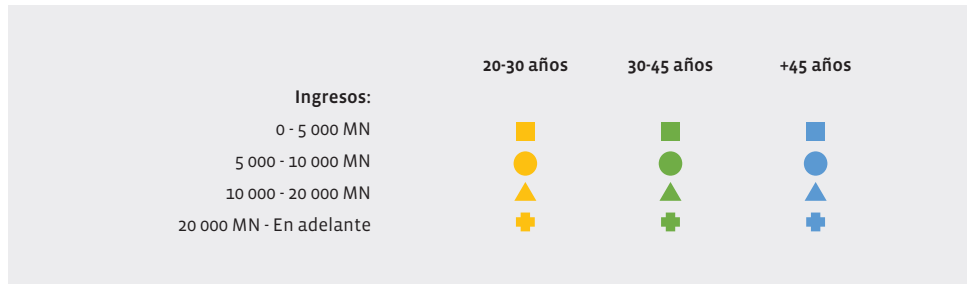 20-30 años 30-45 años +45 años
Ingresos:
0 - 5 000 MN
5 000 - 10 000 MN
10 000 - 20 000 MN
20 000 MN - En adelante